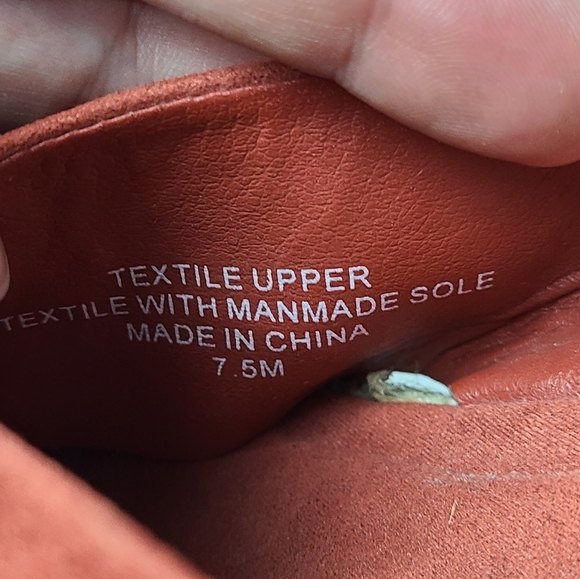 TEXTILE UPPER
TEXTILE WITH MANMADE SOLE
MADE IN CHINA
7.5M